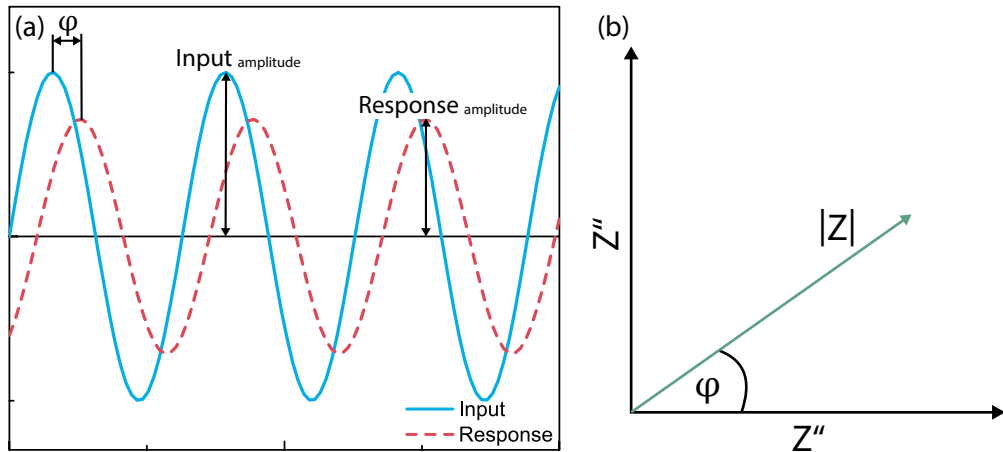 (a)
φ
Input amplitude
Response amplitude
Input
Response
(b)
Z“
|Z|
φ
Z“